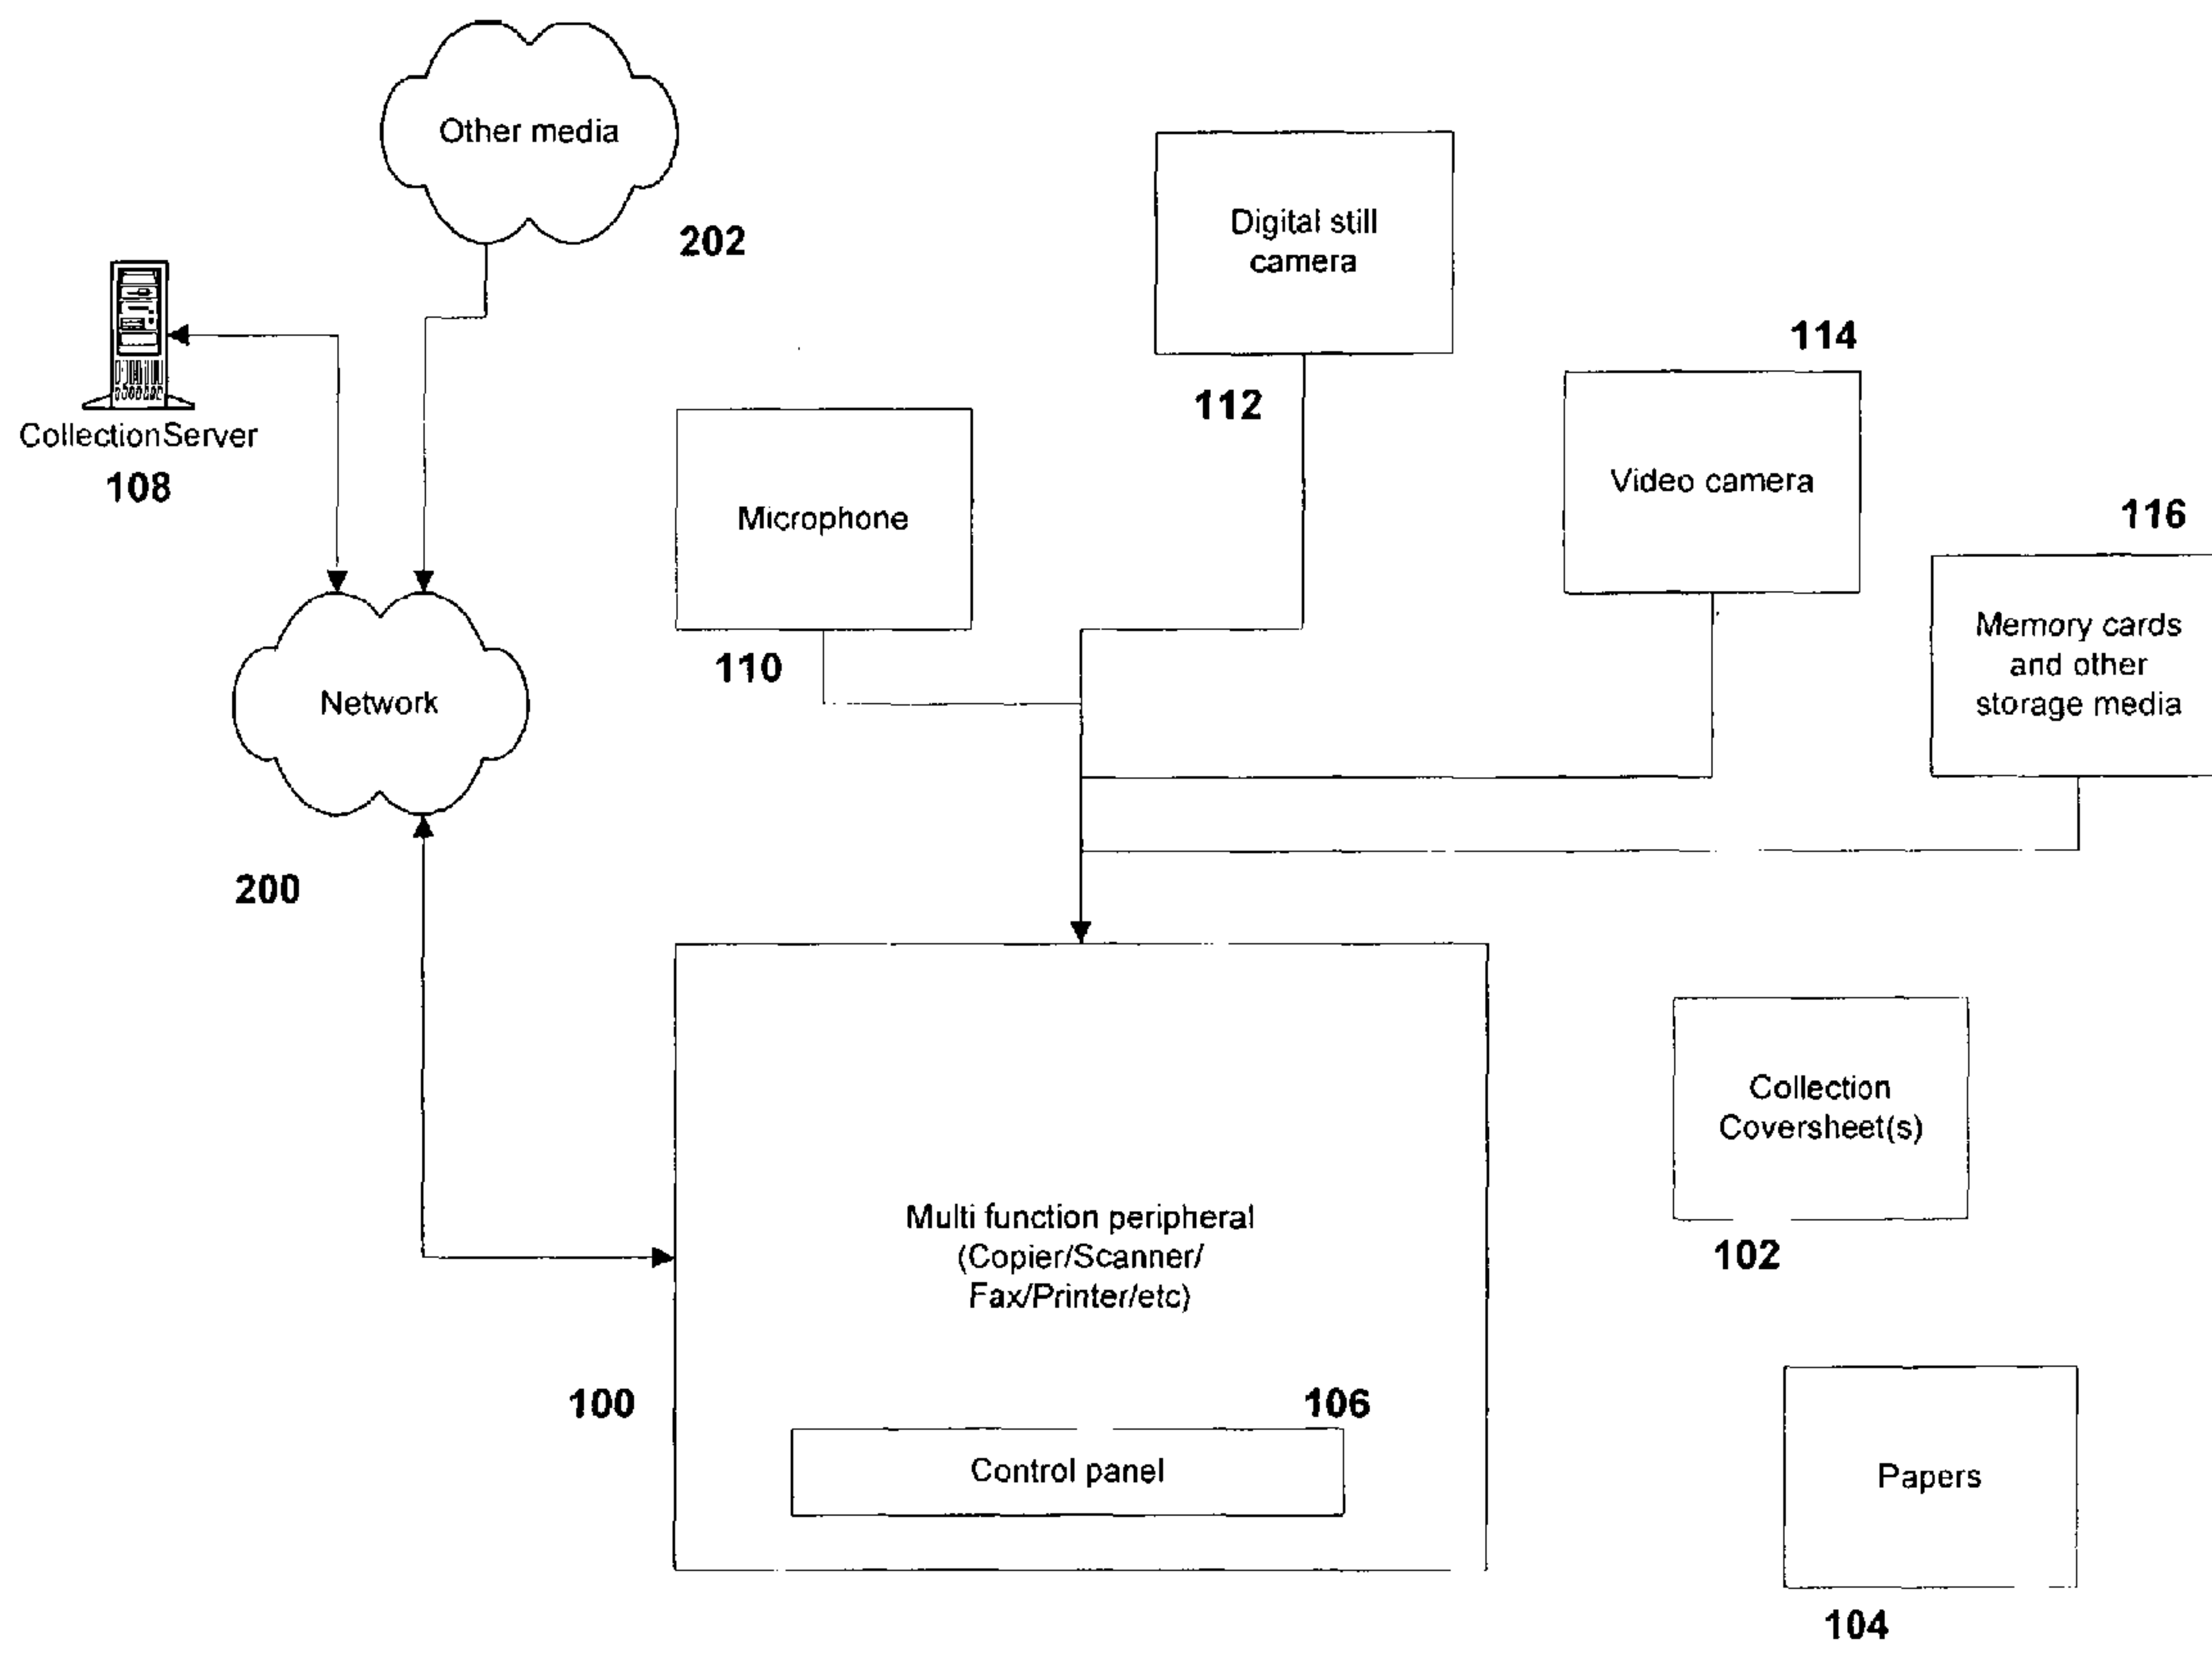 Other media
202
Digital still
camera
112
114
Video camera
116
Memory cards
and other
storage media
CollectionServer
108
Microphone
110
Network
200
Collection
Coversheet(s)
102
Multi function peripheral
(Copier/Scanner/
Fax/Printer/etc)
100
106
Control panel
Papers
104